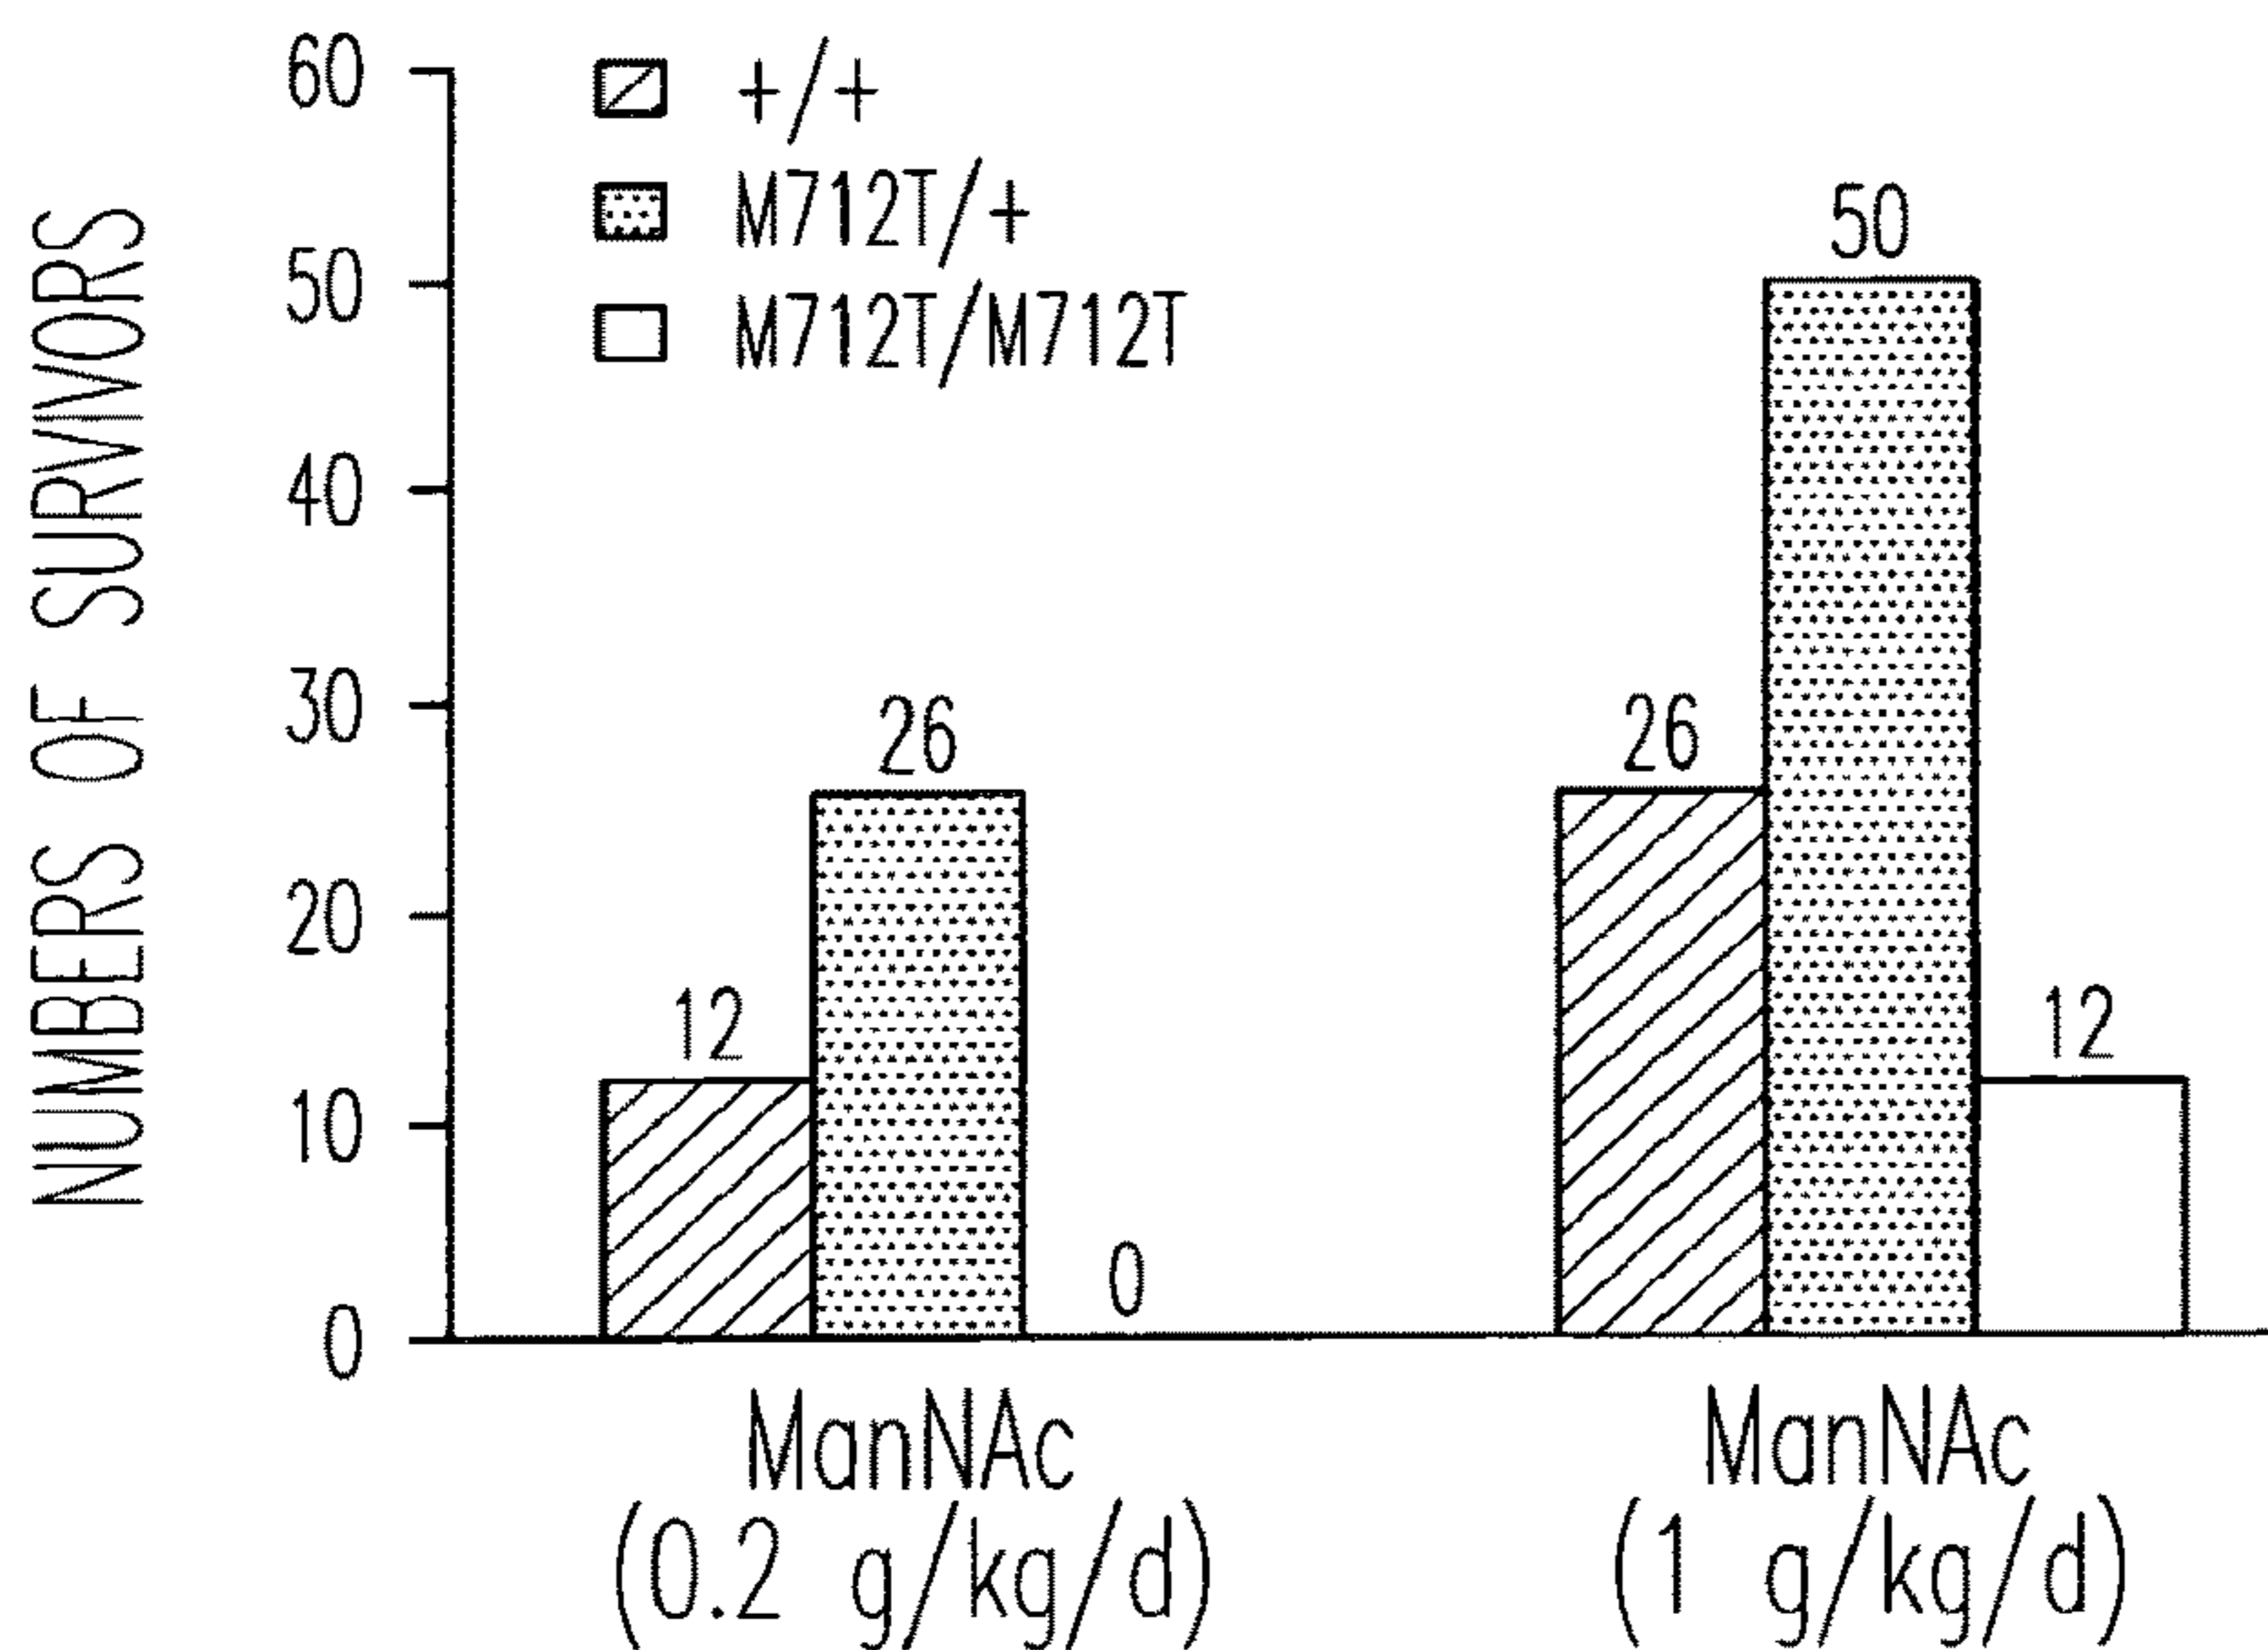 NUMBERS OF SURVIVORS
60
50
40
30
20
10
0
+/+
M712T/+
M712T/M712T
12
26
0
26
50
12
ManNAc
(0.2 g/kg/d)
ManNAc
(1 g/kg/d)